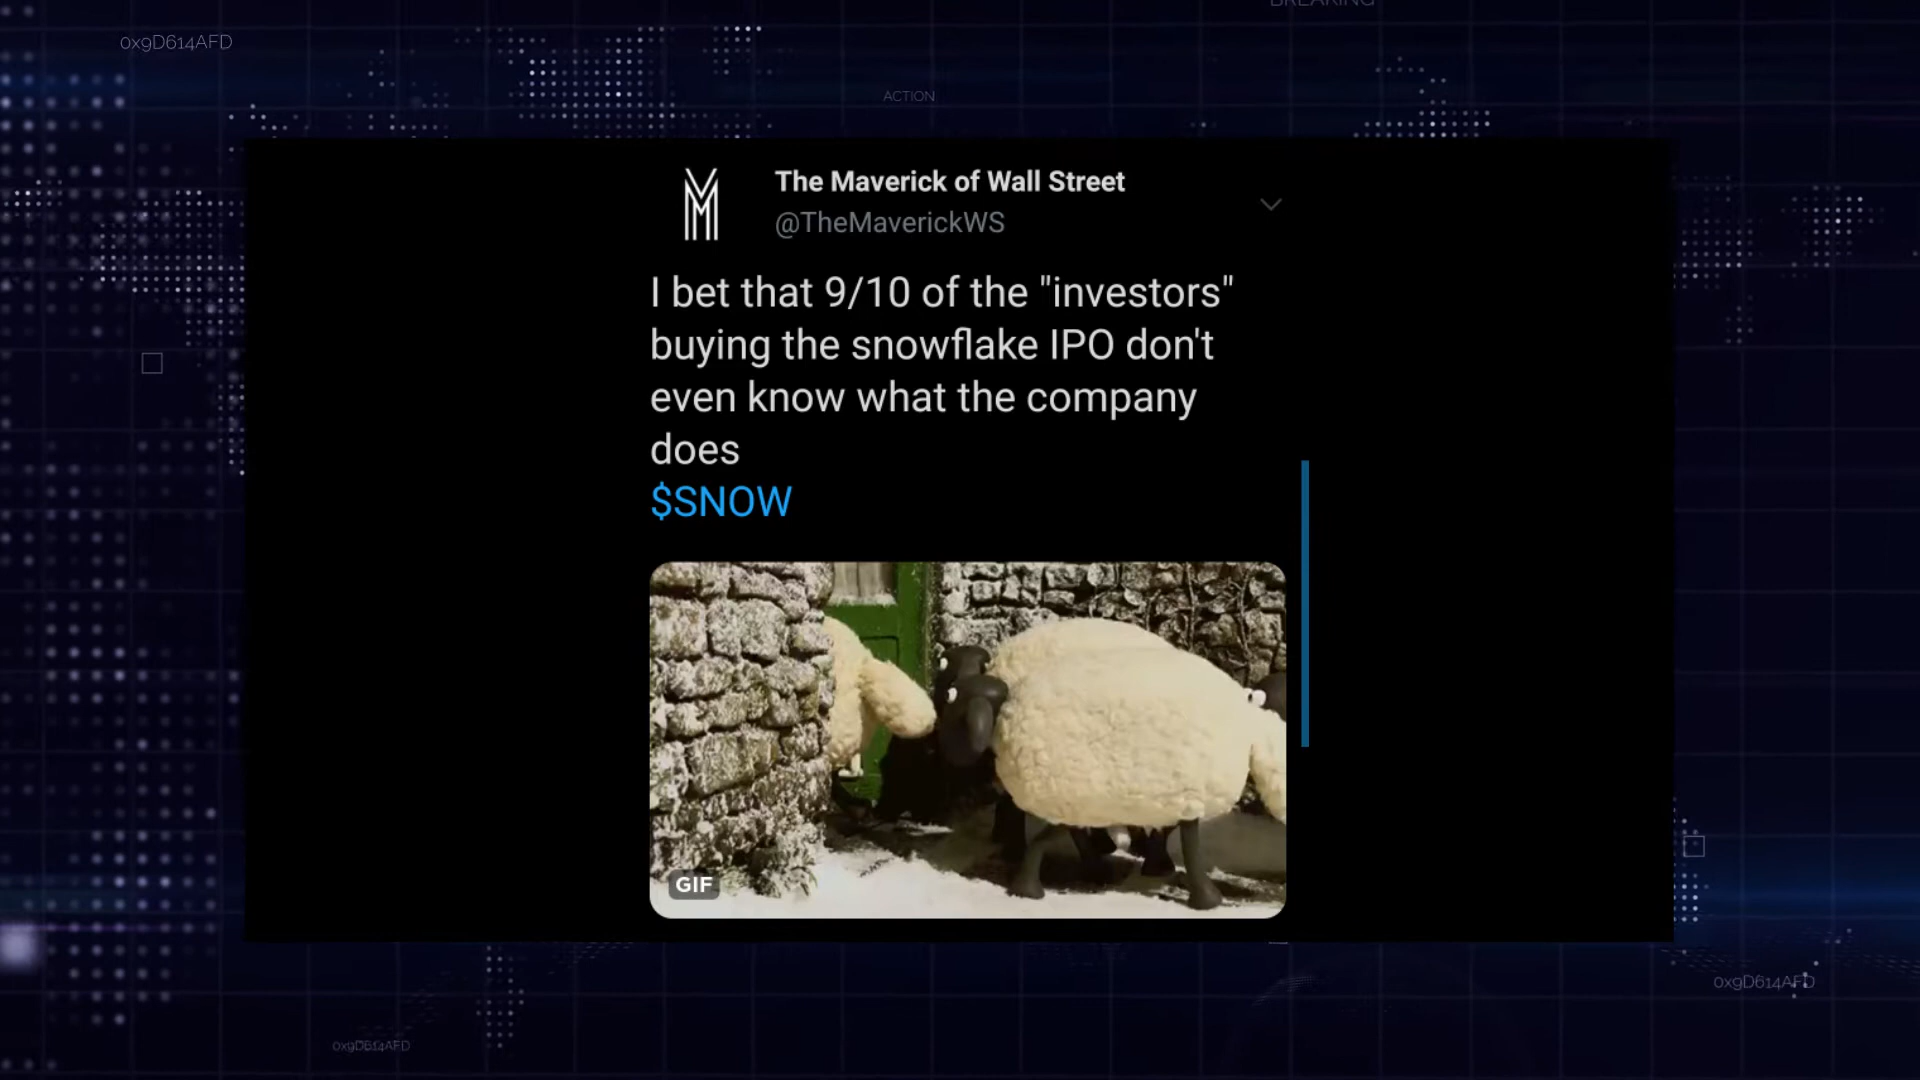 BREAKING
0x9D614AFD
ACTION
The Maverick of Wall Street
@TheMaverickWS
I bet that 9/10 of the "investors"
buying the snowflake IPO don't
even know what the company
does
$SNOW
GIF
0x9D614AFD
0x9D614AFD